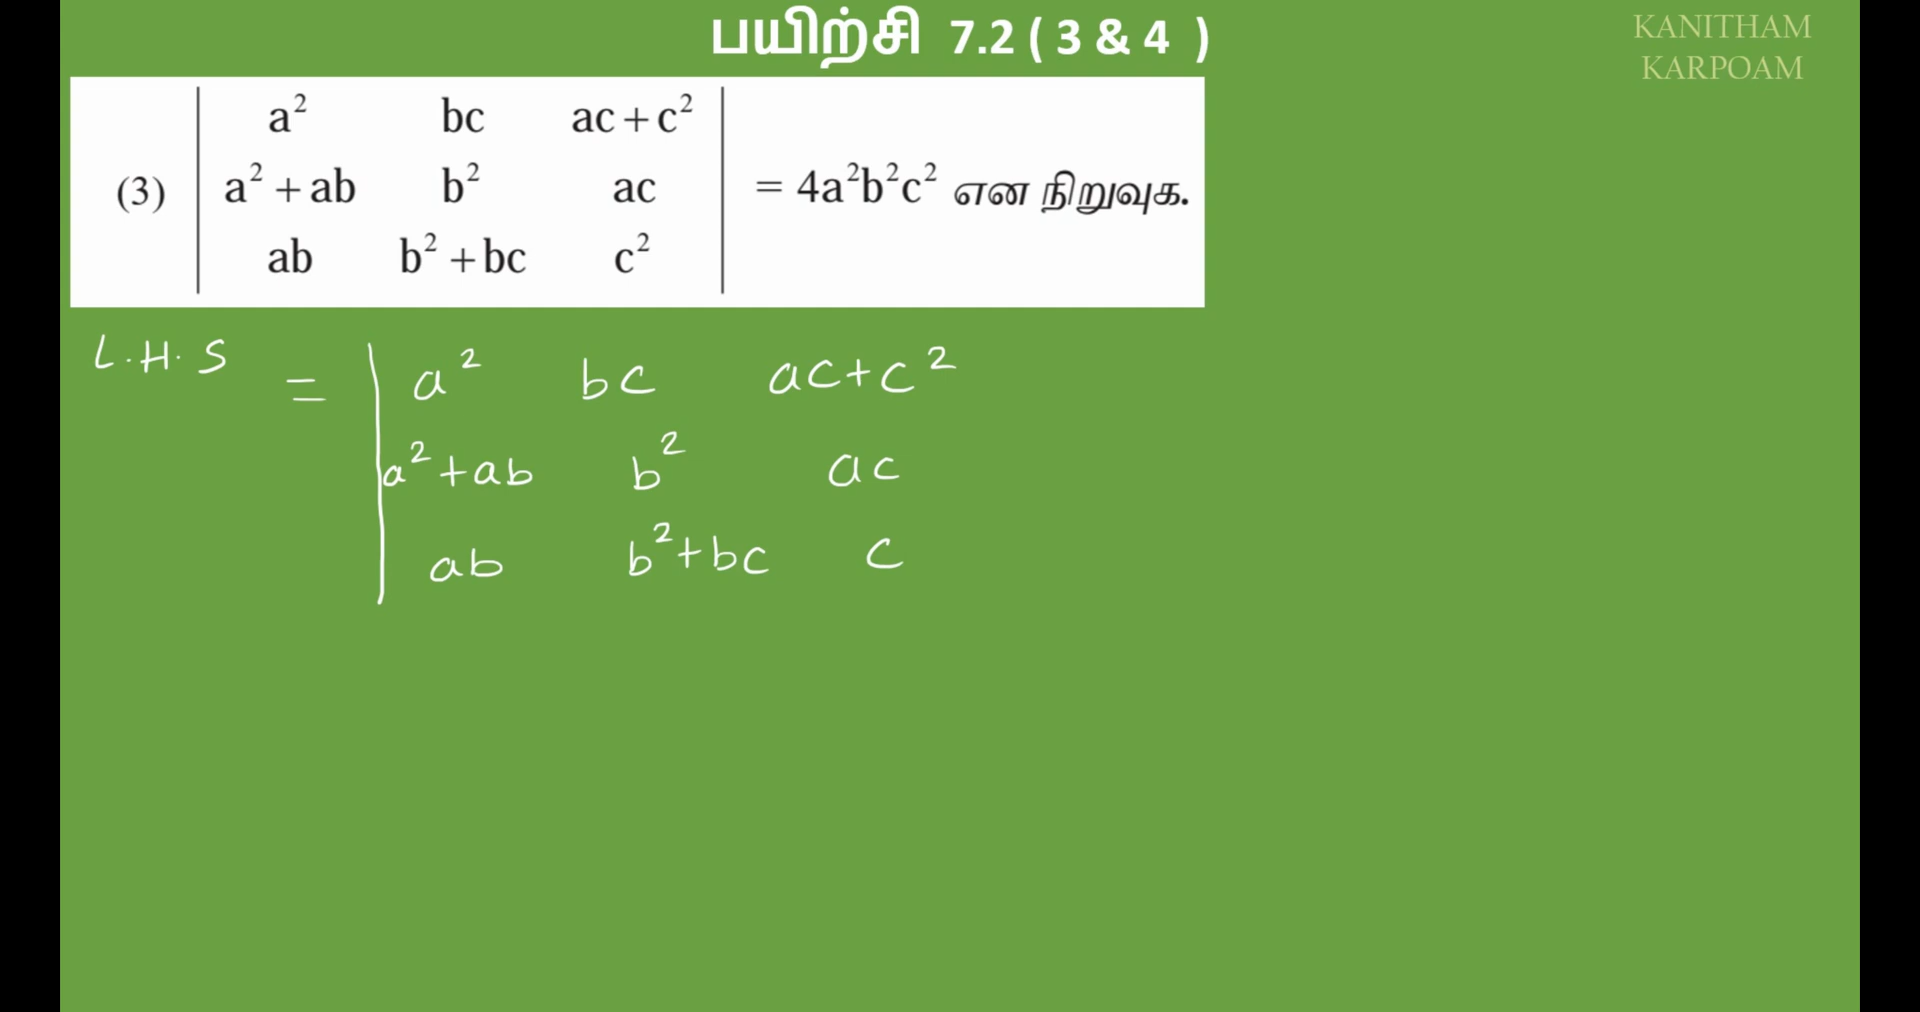 பயிற்சி 7.2 ( 3 & 4 )
KANITHAM
KARPOAM
a² bc ac + c²
(3) a² + ab b² ac = 4a²b²c² என நிறுவுக.
ab b² + bc c²
L.H.S = a² bc ac+c²
a²+ab b² ac
ab b²+bc c